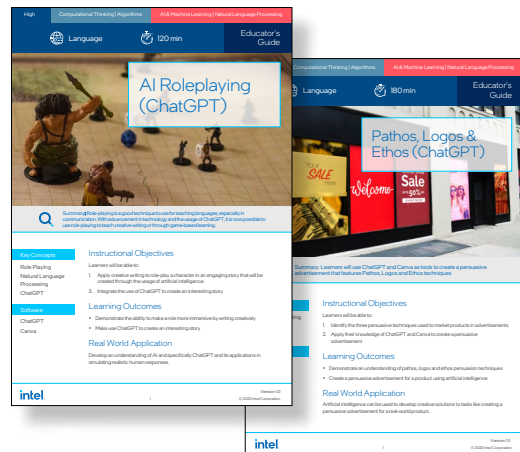 High
Computational Thinking | Algorithms
AI & Machine Learning | Natural Language Processing
Language
120 min
Educator's
Guide
AI Roleplaying
(ChatGPT)
Summary: Role-playing is a good technique to use for teaching languages, especially in
communication. With advancement in technology and the usage of ChatGPT, it is now possible to
use role-playing to teach creative writing or through game-based learning.
Key Concepts
Role Playing
Natural Language
Processing
ChatGPT
Software
ChatGPT
Canva
Instructional Objectives
Learners will be able to:
1. Apply creative writing to role-play a character in an engaging story that will be
created through the usage of artificial intelligence.
2. Integrate the use of ChatGPT to create an interesting story
Learning Outcomes
• Demonstrate the ability to make a role more immersive by writing creatively
• Make use ChatGPT to create an interesting story
Real World Application
Develop an understanding of AI and specifically ChatGPT and its applications in
simulating realistic human responses.
intel
1
Version 1.0
© 2023 Intel Corporation
Computational Thinking | Algorithms
AI & Machine Learning | Natural Language Processing
Language
180 min
Educator's
Guide
Pathos, Logos &
Ethos (ChatGPT)
YOUR
SALE
HERE
Welcome
Sale
50%
Summary: Learners will use ChatGPT and Canva as tools to create a persuasive
advertisement that features Pathos, Logos and Ethos techniques
Instructional Objectives
Learners will be able to:
1. Identify the three persuasive techniques used to market products in advertisements
2. Apply their knowledge of ChatGPT and Canva to create a persuasive
advertisement
Learning Outcomes
• Demonstrate an understanding of pathos, logos and ethos persuasion techniques
• Create a persuasive advertisement for a product using artificial intelligence
Real World Application
Artificial intelligence can be used to develop creative solutions to tasks like creating a
persuasive advertisement for a real-world product.
intel
1
Version 1.0
© 2023 Intel Corporation